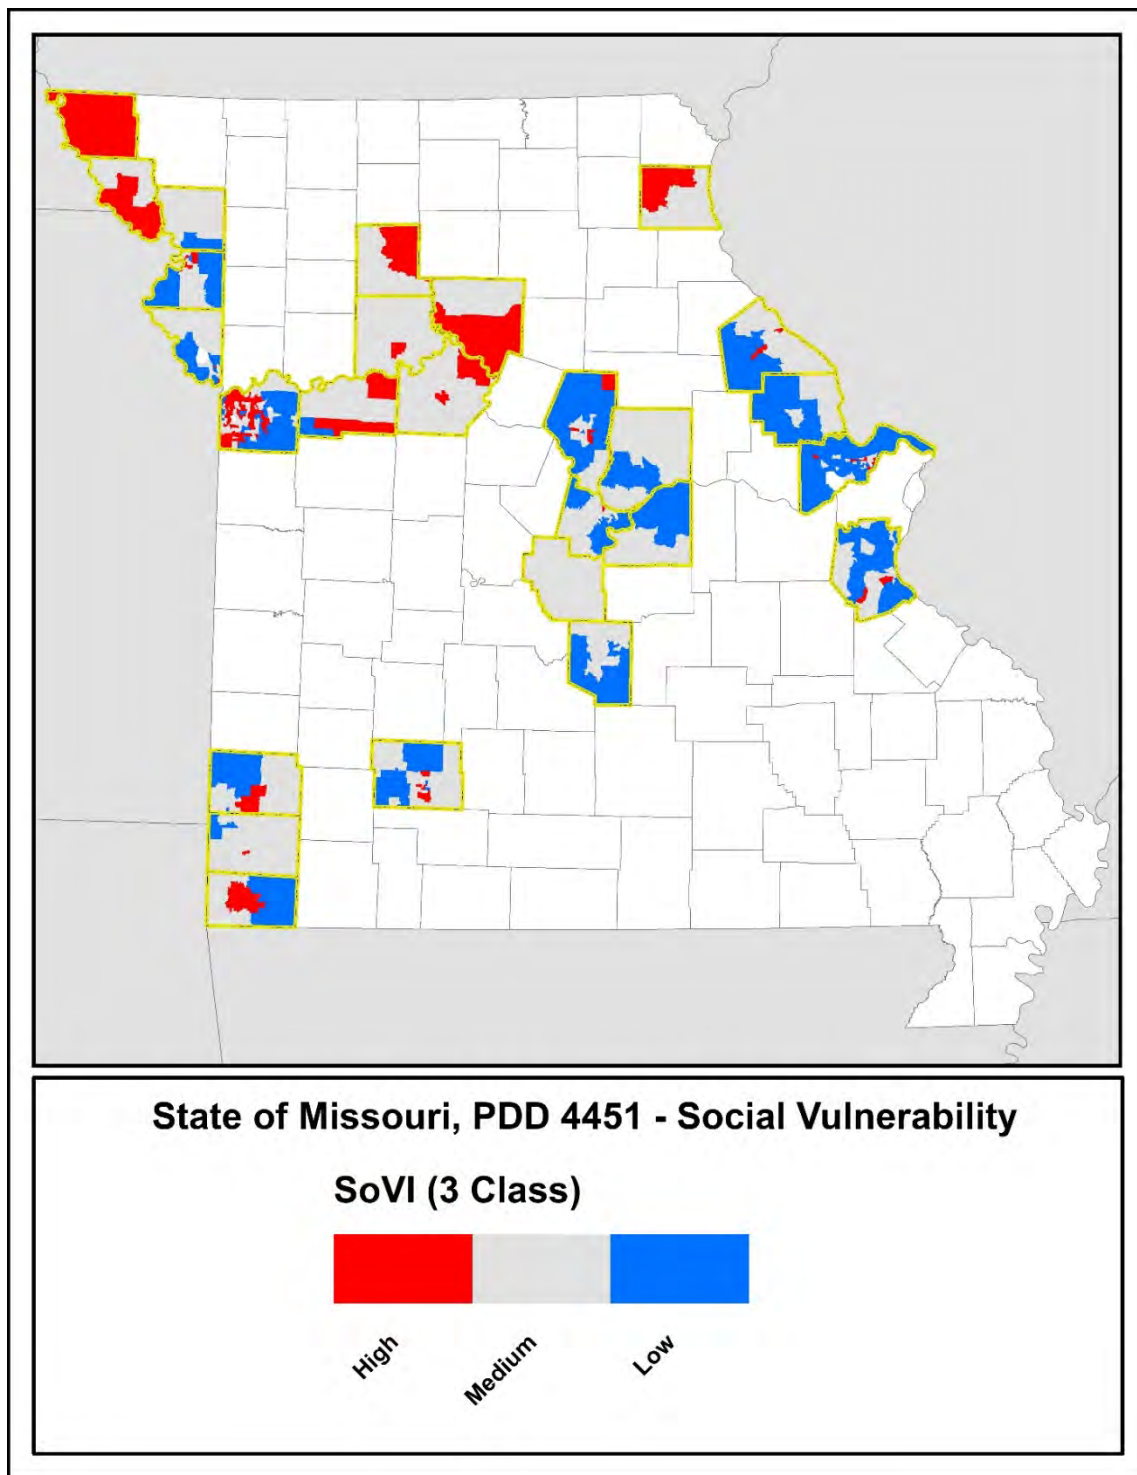 State of Missouri, PDD 4451 - Social Vulnerability
SoVI (3 Class)
High
Medium
Low